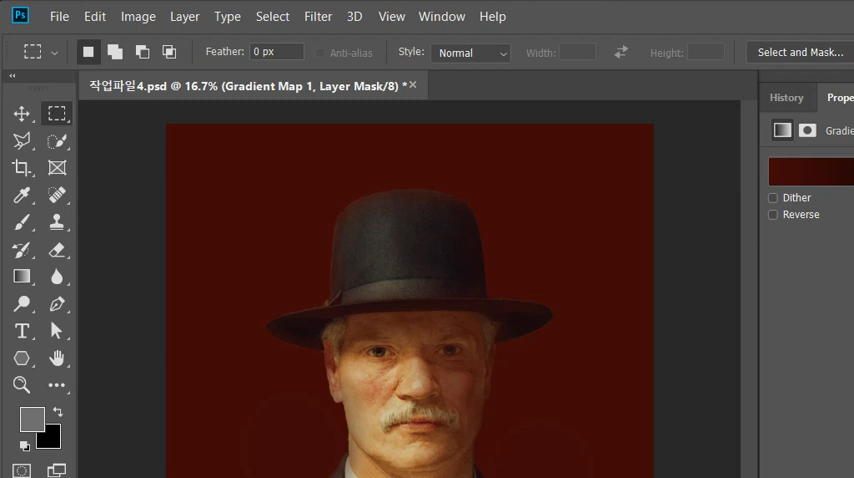 Ps File Edit Image Layer Type Select Filter 3D View Window Help
Feather: 0 px Anti-alias Style: Normal Width: Height: Select and Mask...
작업파일4.psd @ 16.7% (Gradient Map 1, Layer Mask/8) *
History Prope
Gradie
Dither
Reverse